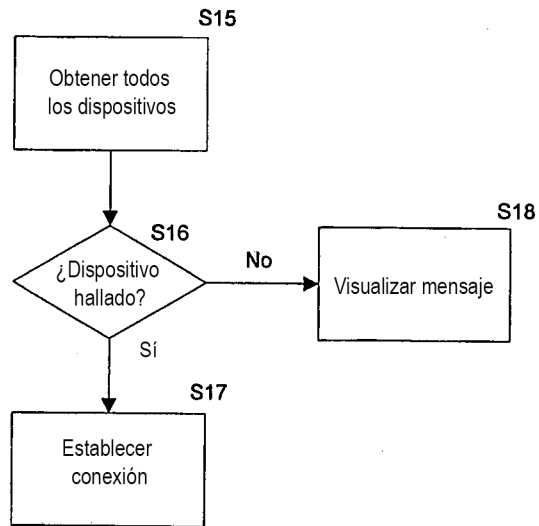 S15
Obtener todos
los dispositivos
S16
¿Dispositivo
hallado?
No
S18
Visualizar mensaje
Sí
S17
Establecer
conexión